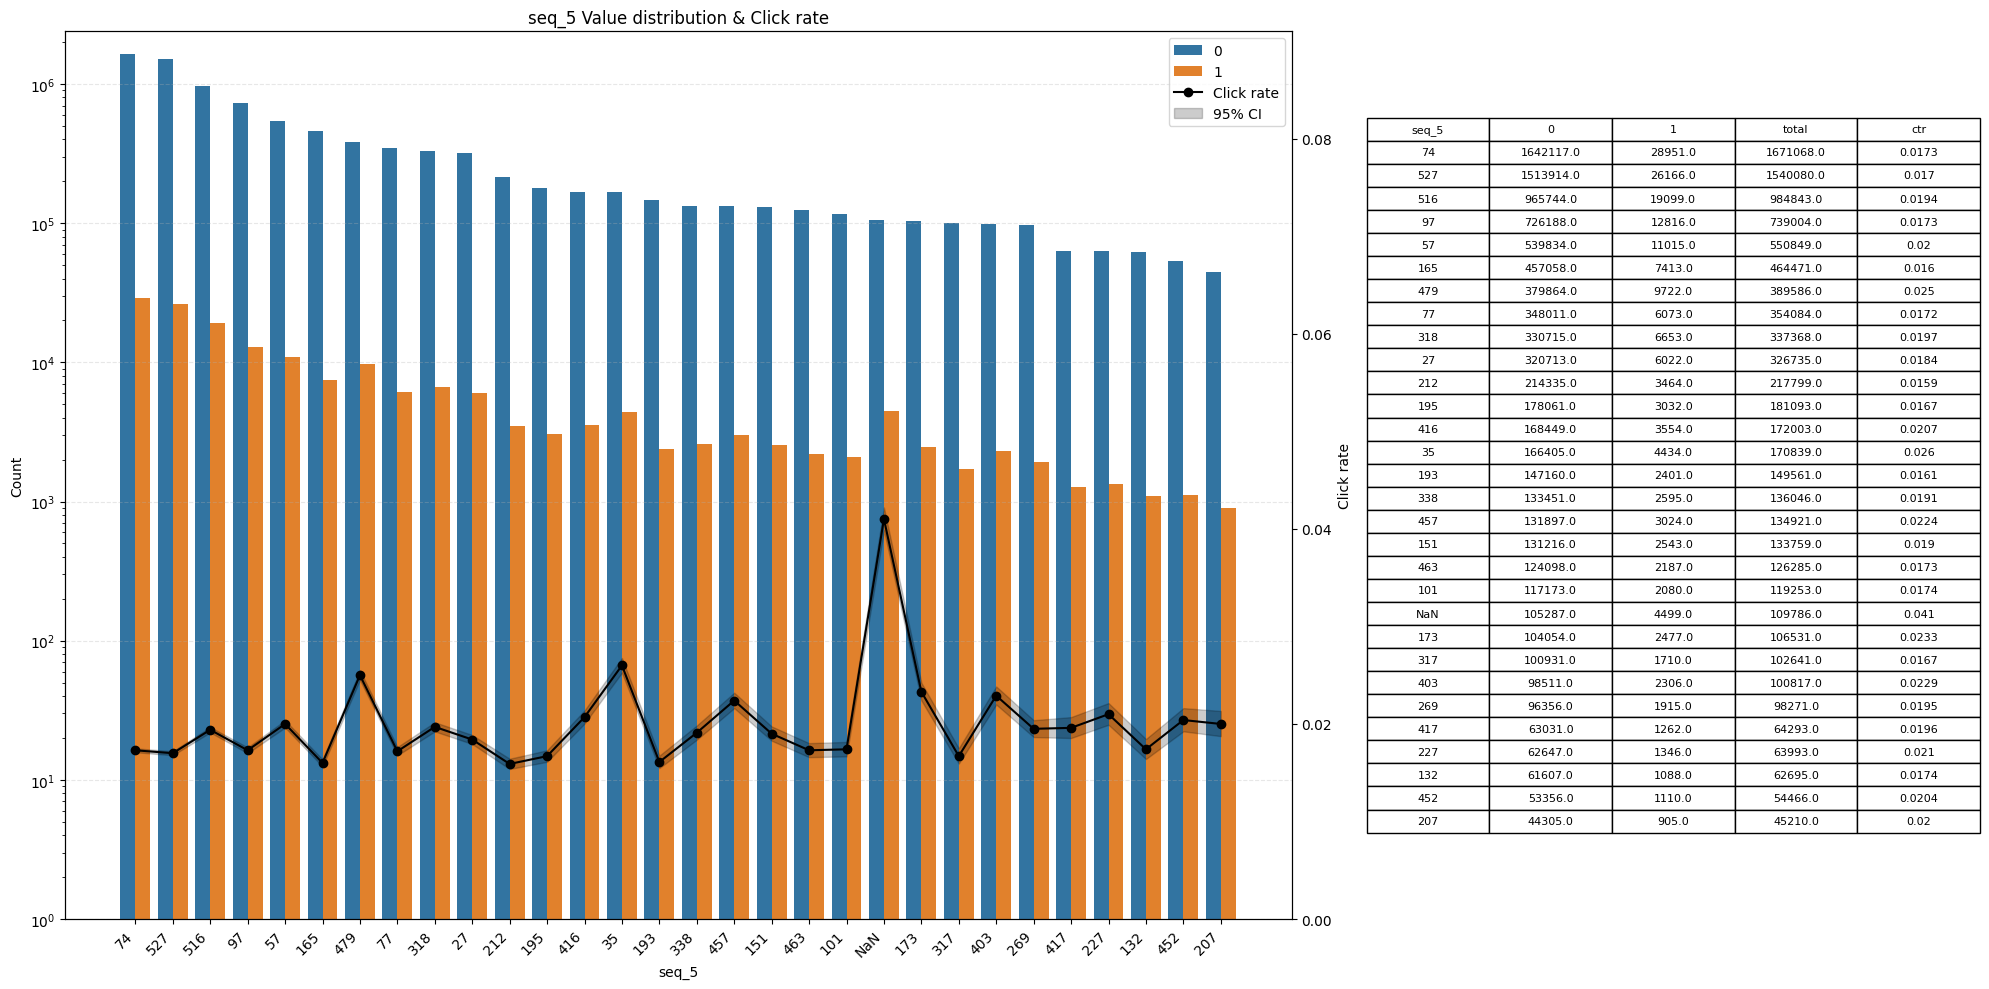 seq_5 Value distribution & Click rate
0
1
Click rate
95% CI
10^6
10^5
10^4
10^3
10^2
10^1
10^0
Count
0.08
0.06
0.04
0.02
0.00
Click rate
74 527 516 97 57 165 479 77 318 27 212 195 416 35 193 338 457 151 463 101 NaN 173 317 403 269 417 227 132 452 207
seq_5
seq_5 0 1 total ctr
74 1642117.0 28951.0 1671068.0 0.0173
527 1513914.0 26166.0 1540080.0 0.017
516 965744.0 19099.0 984843.0 0.0194
97 726188.0 12816.0 739004.0 0.0173
57 539834.0 11015.0 550849.0 0.02
165 457058.0 7413.0 464471.0 0.016
479 379864.0 9722.0 389586.0 0.025
77 348011.0 6073.0 354084.0 0.0172
318 330715.0 6653.0 337368.0 0.0197
27 320713.0 6022.0 326735.0 0.0184
212 214335.0 3464.0 217799.0 0.0159
195 178061.0 3032.0 181093.0 0.0167
416 168449.0 3554.0 172003.0 0.0207
35 166405.0 4434.0 170839.0 0.026
193 147160.0 2401.0 149561.0 0.0161
338 133451.0 2595.0 136046.0 0.0191
457 131897.0 3024.0 134921.0 0.0224
151 131216.0 2543.0 133759.0 0.019
463 124098.0 2187.0 126285.0 0.0173
101 117173.0 2080.0 119253.0 0.0174
NaN 105287.0 4499.0 109786.0 0.041
173 104054.0 2477.0 106531.0 0.0233
317 100931.0 1710.0 102641.0 0.0167
403 98511.0 2306.0 100817.0 0.0229
269 96356.0 1915.0 98271.0 0.0195
417 63031.0 1262.0 64293.0 0.0196
227 62647.0 1346.0 63993.0 0.021
132 61607.0 1088.0 62695.0 0.0174
452 53356.0 1110.0 54466.0 0.0204
207 44305.0 905.0 45210.0 0.02